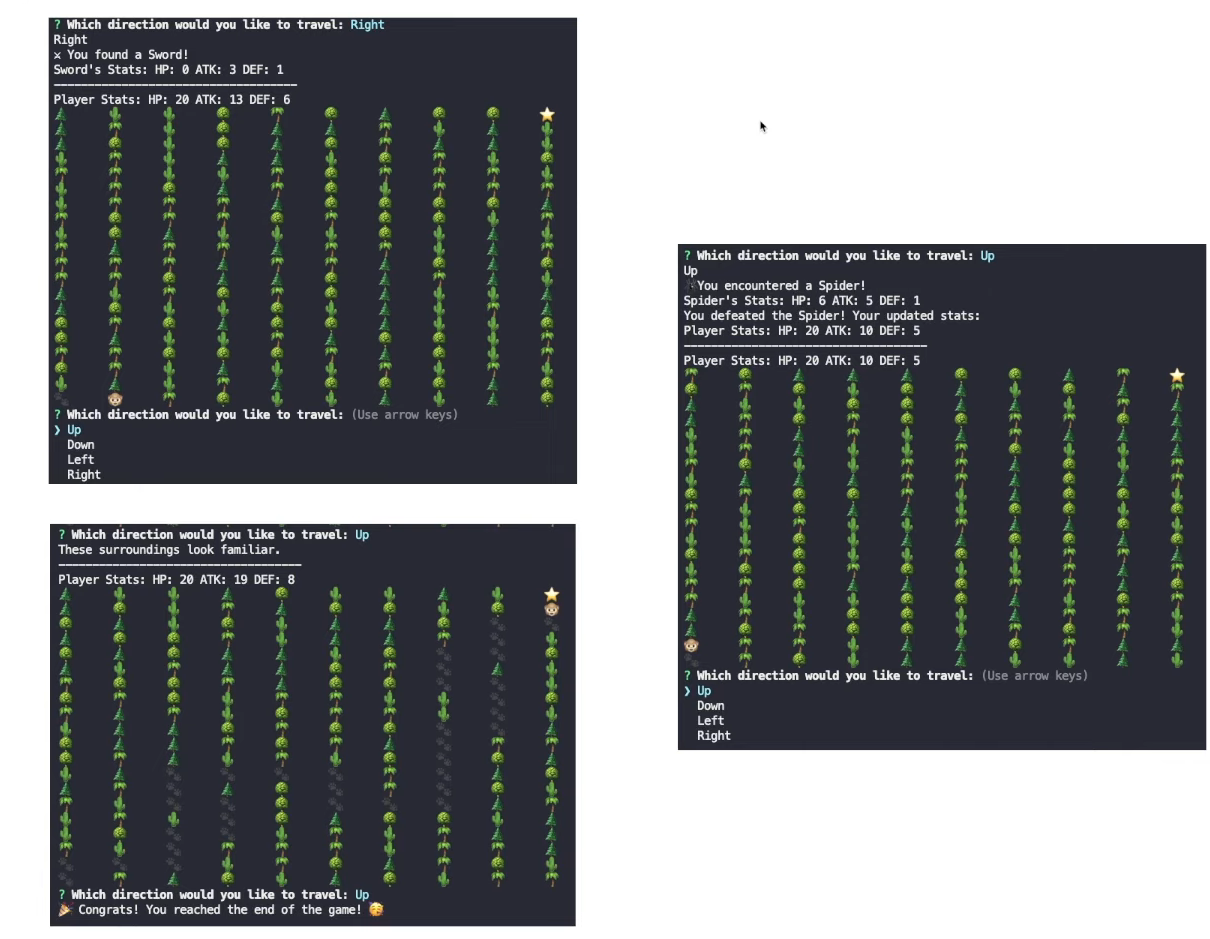 ? Which direction would you like to travel: Right
Right
⚔ You found a Sword!
Sword's Stats: HP: 0 ATK: 3 DEF: 1
------------------------------------
Player Stats: HP: 20 ATK: 13 DEF: 6
? Which direction would you like to travel: (Use arrow keys)
❯ Up
Down
Left
Right
? Which direction would you like to travel: Up
These surroundings look familiar.
------------------------------------
Player Stats: HP: 20 ATK: 19 DEF: 8
? Which direction would you like to travel: Up
🎉 Congrats! You reached the end of the game! 🥳
? Which direction would you like to travel: Up
Up
You encountered a Spider!
Spider's Stats: HP: 6 ATK: 5 DEF: 1
You defeated the Spider! Your updated stats:
Player Stats: HP: 20 ATK: 10 DEF: 5
------------------------------------
Player Stats: HP: 20 ATK: 10 DEF: 5
? Which direction would you like to travel: (Use arrow keys)
❯ Up
Down
Left
Right